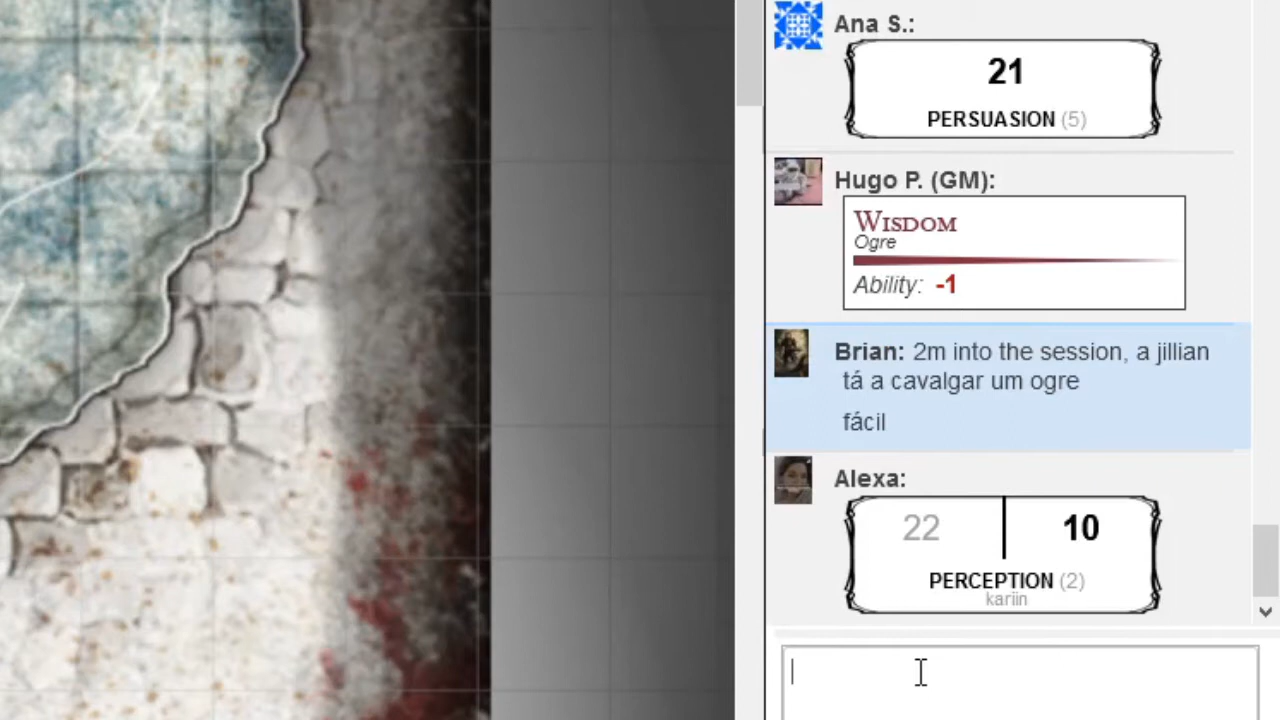 Ana S.:
21
PERSUASION (5)
Hugo P. (GM):
WISDOM
Ogre
Ability: -1
Brian: 2m into the session, a jillian
tá a cavalgar um ogre
fácil
Alexa:
22 10
PERCEPTION (2)
kariin